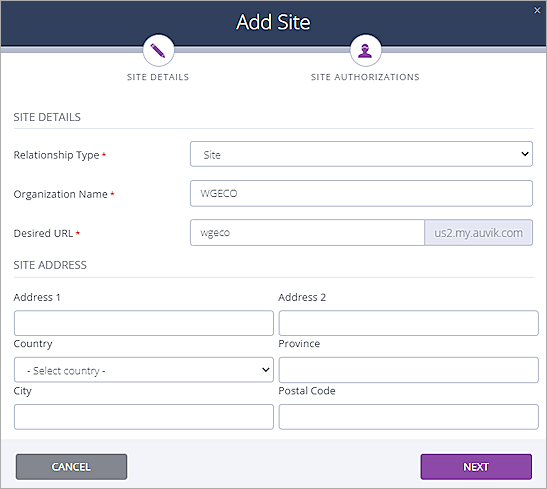 Add Site
×
SITE DETAILS SITE AUTHORIZATIONS
SITE DETAILS
Relationship Type * Site
Organization Name * WGECO
Desired URL * wgeco us2.my.auvik.com
SITE ADDRESS
Address 1 Address 2
Country Province
- Select country -
City Postal Code
CANCEL NEXT